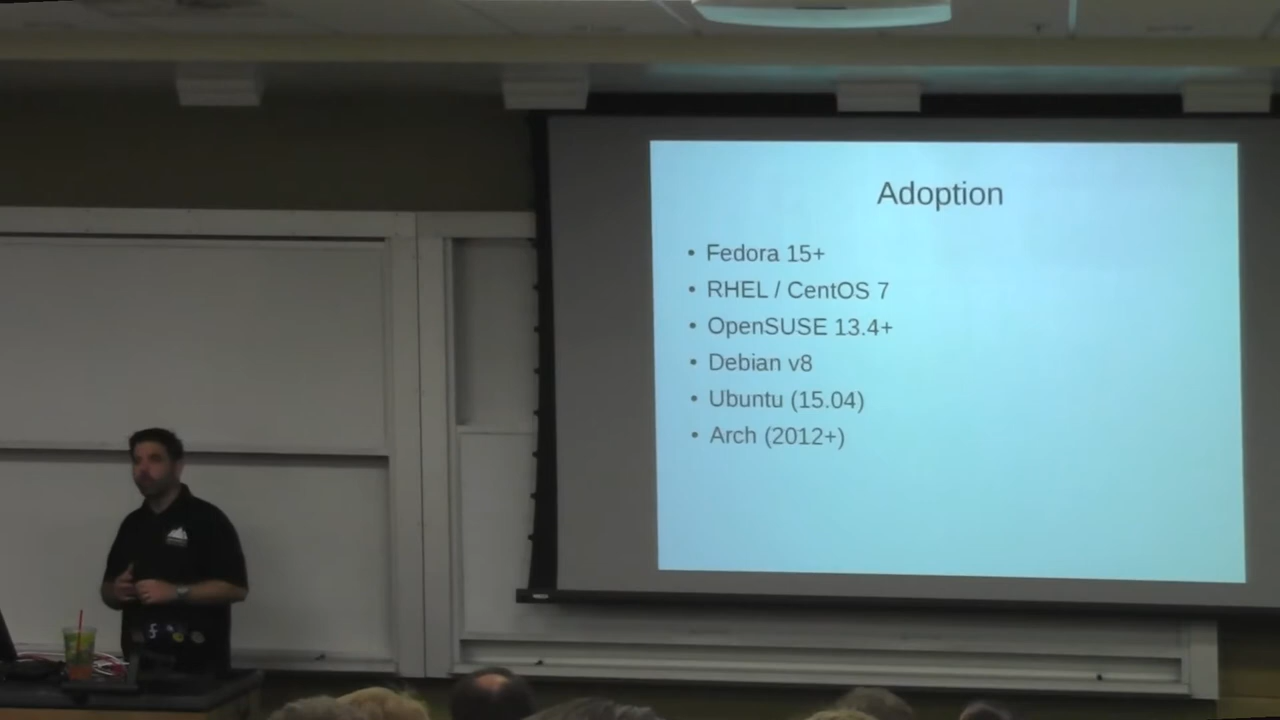 Adoption
• Fedora 15+
• RHEL / CentOS 7
• OpenSUSE 13.4+
• Debian v8
• Ubuntu (15.04)
• Arch (2012+)